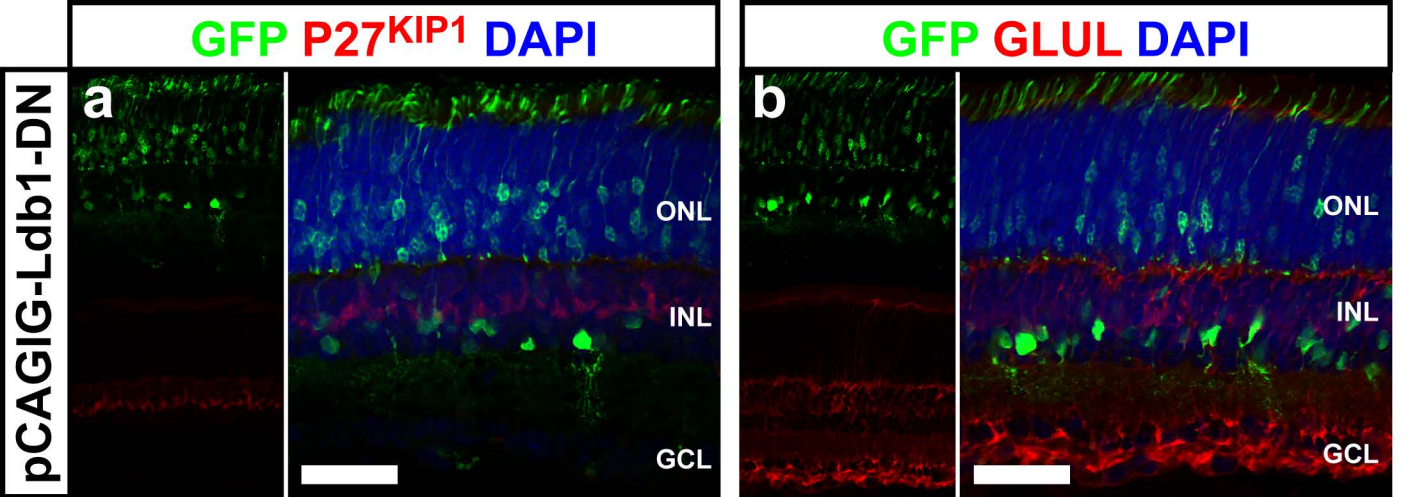 GFP P27KIP1 DAPI
GFP GLUL DAPI
pCAGIG-Ldb1-DN
a
ONL
INL
GCL
b
ONL
INL
GCL